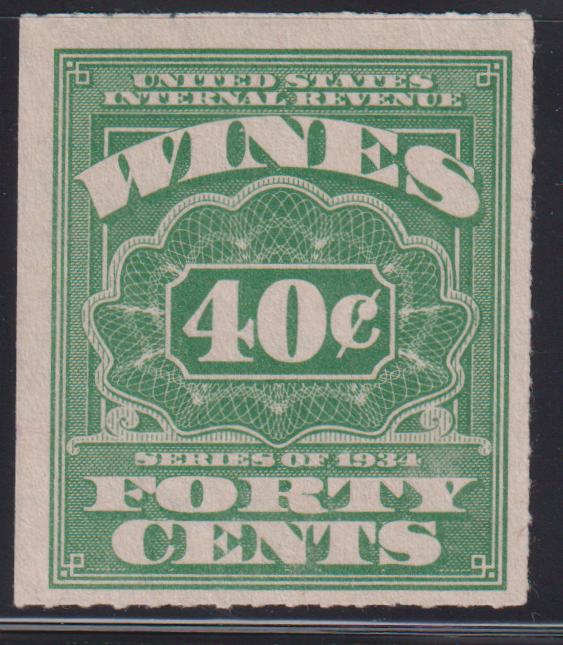 UNITED STATES
INTERNAL REVENUE
WINES
40¢
SERIES OF 1934
FORTY
CENTS